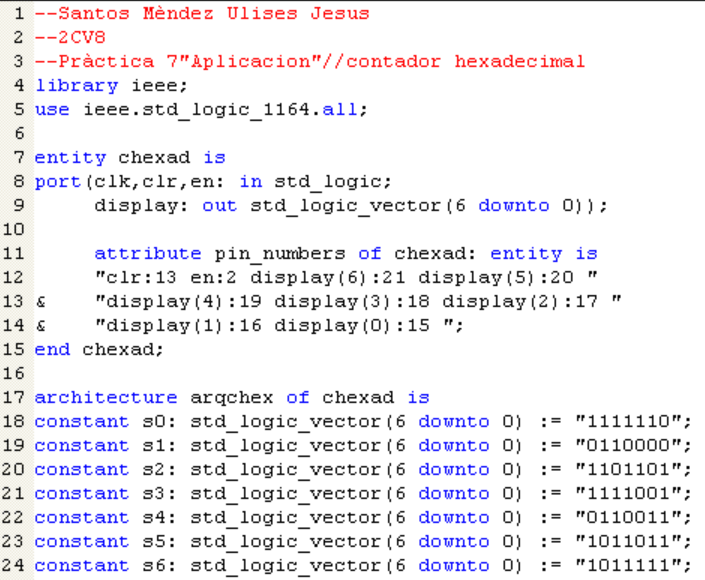 1 --Santos Mèndez Ulises Jesus
2 --2CV8
3 --Pràctica 7"Aplicacion"//contador hexadecimal
4 library ieee;
5 use ieee.std_logic_1164.all;
6
7 entity chexad is
8 port(clk,clr,en: in std_logic;
9 display: out std_logic_vector(6 downto 0));
10
11 attribute pin_numbers of chexad: entity is
12 "clr:13 en:2 display(6):21 display(5):20 "
13 & "display(4):19 display(3):18 display(2):17 "
14 & "display(1):16 display(0):15 ";
15 end chexad;
16
17 architecture arqchex of chexad is
18 constant s0: std_logic_vector(6 downto 0) := "1111110";
19 constant s1: std_logic_vector(6 downto 0) := "0110000";
20 constant s2: std_logic_vector(6 downto 0) := "1101101";
21 constant s3: std_logic_vector(6 downto 0) := "1111001";
22 constant s4: std_logic_vector(6 downto 0) := "0110011";
23 constant s5: std_logic_vector(6 downto 0) := "1011011";
24 constant s6: std_logic_vector(6 downto 0) := "1011111";